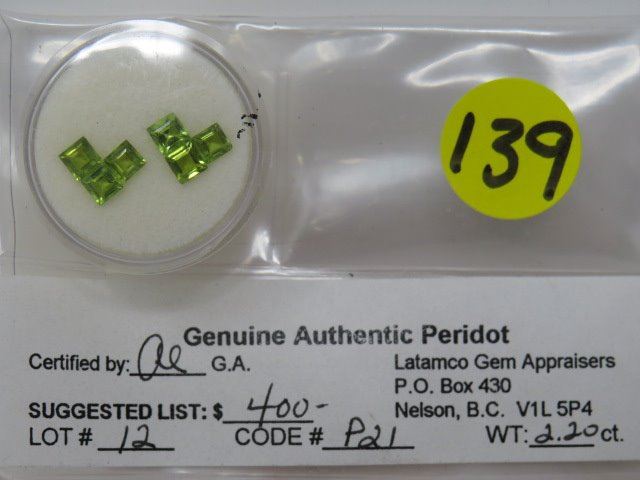 139
Genuine Authentic Peridot
Certified by: G.A. Latamco Gem Appraisers
P.O. Box 430
SUGGESTED LIST: $ 400- Nelson, B.C. V1L 5P4
LOT # 12 CODE # P21 WT: 2.20 ct.